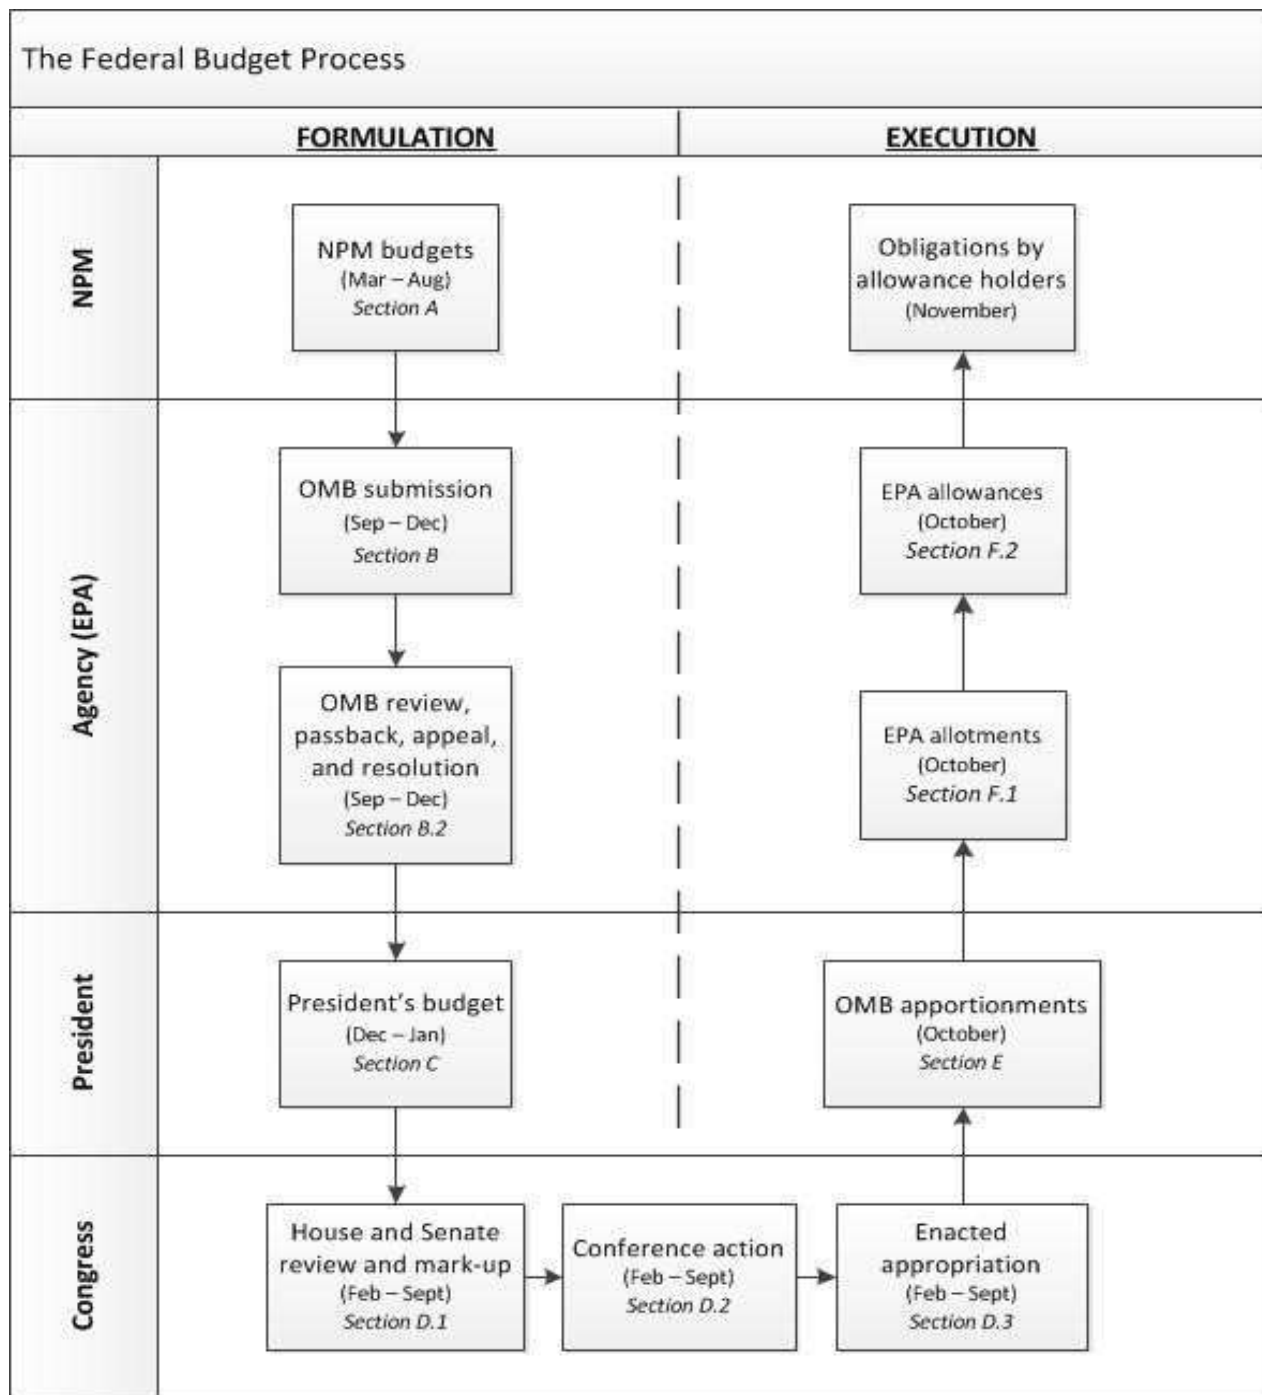 The Federal Budget Process
FORMULATION
EXECUTION
NPM
NPM budgets
(Mar – Aug)
Section A
Obligations by
allowance holders
(November)
Agency (EPA)
OMB submission
(Sep – Dec)
Section B
EPA allowances
(October)
Section F.2
OMB review,
passback, appeal,
and resolution
(Sep – Dec)
Section B.2
EPA allotments
(October)
Section F.1
President
President’s budget
(Dec – Jan)
Section C
OMB apportionments
(October)
Section E
Congress
House and Senate
review and mark-up
(Feb – Sept)
Section D.1
Conference action
(Feb – Sept)
Section D.2
Enacted
appropriation
(Feb – Sept)
Section D.3